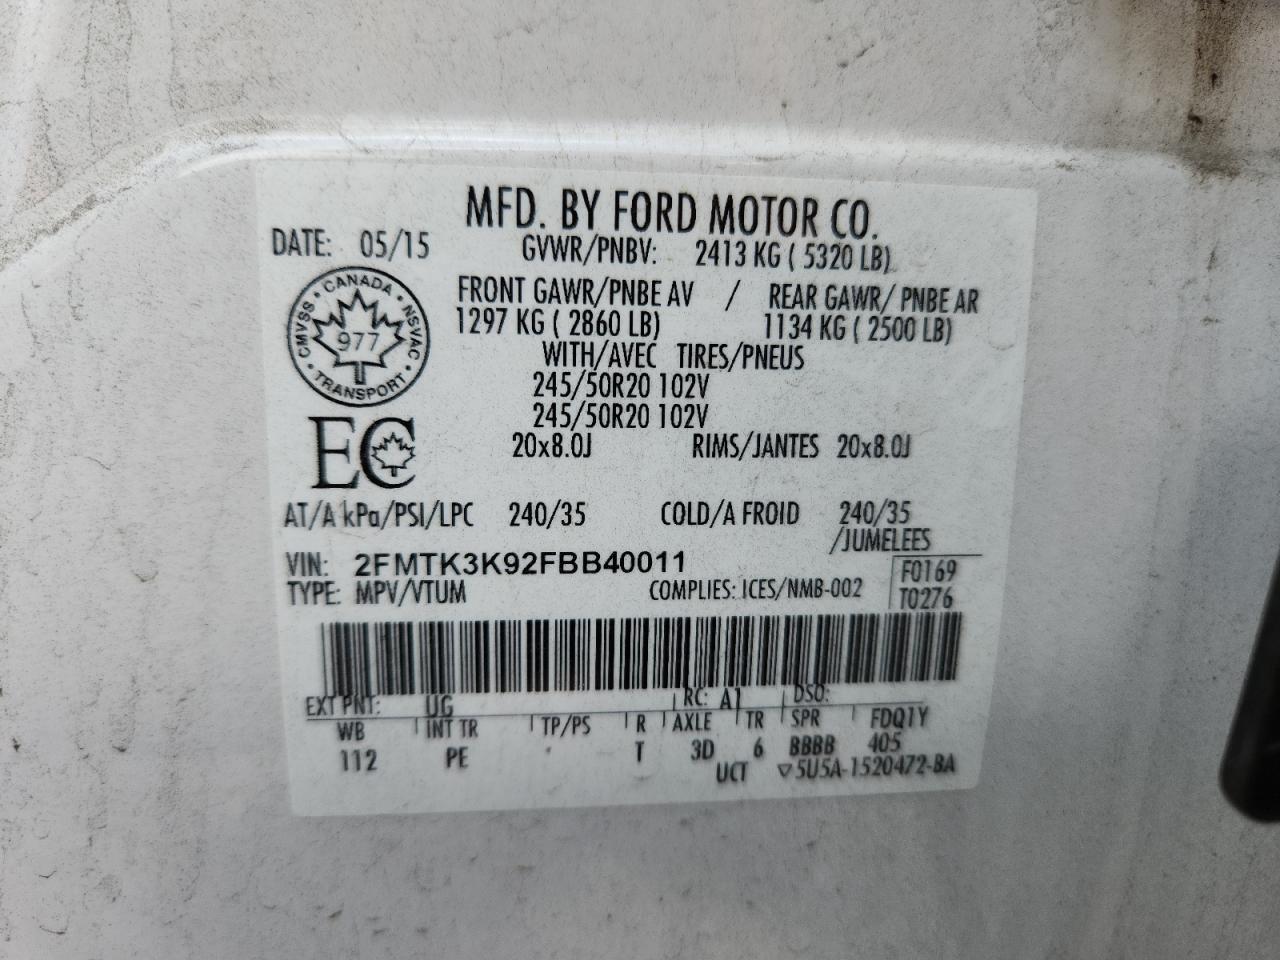 MFD. BY FORD MOTOR CO.
DATE: 05/15
GVWR/PNBV: 2413 KG ( 5320 LB)
FRONT GAWR/PNBE AV / REAR GAWR/ PNBE AR
1297 KG ( 2860 LB) 1134 KG ( 2500 LB)
WITH/AVEC TIRES/PNEUS
245/50R20 102V
245/50R20 102V
20x8.0J RIMS/JANTES 20x8.0J
CANADA
CMVSS NSVAC
977
TRANSPORT
EC
AT/A kPa/PSI/LPC 240/35 COLD/A FROID 240/35
/JUMELEES
VIN: 2FMTK3K92FBB40011
F0169
TYPE: MPV/VTUM COMPLIES: ICES/NMB-002
T0276
EXT PNT: UG RC: A1 DSO:
WB INT TR TP/PS R AXLE TR SPR FDQ1Y
112 PE T 3D 6 BBBB 405
UCT ▽5U5A-1520472-BA